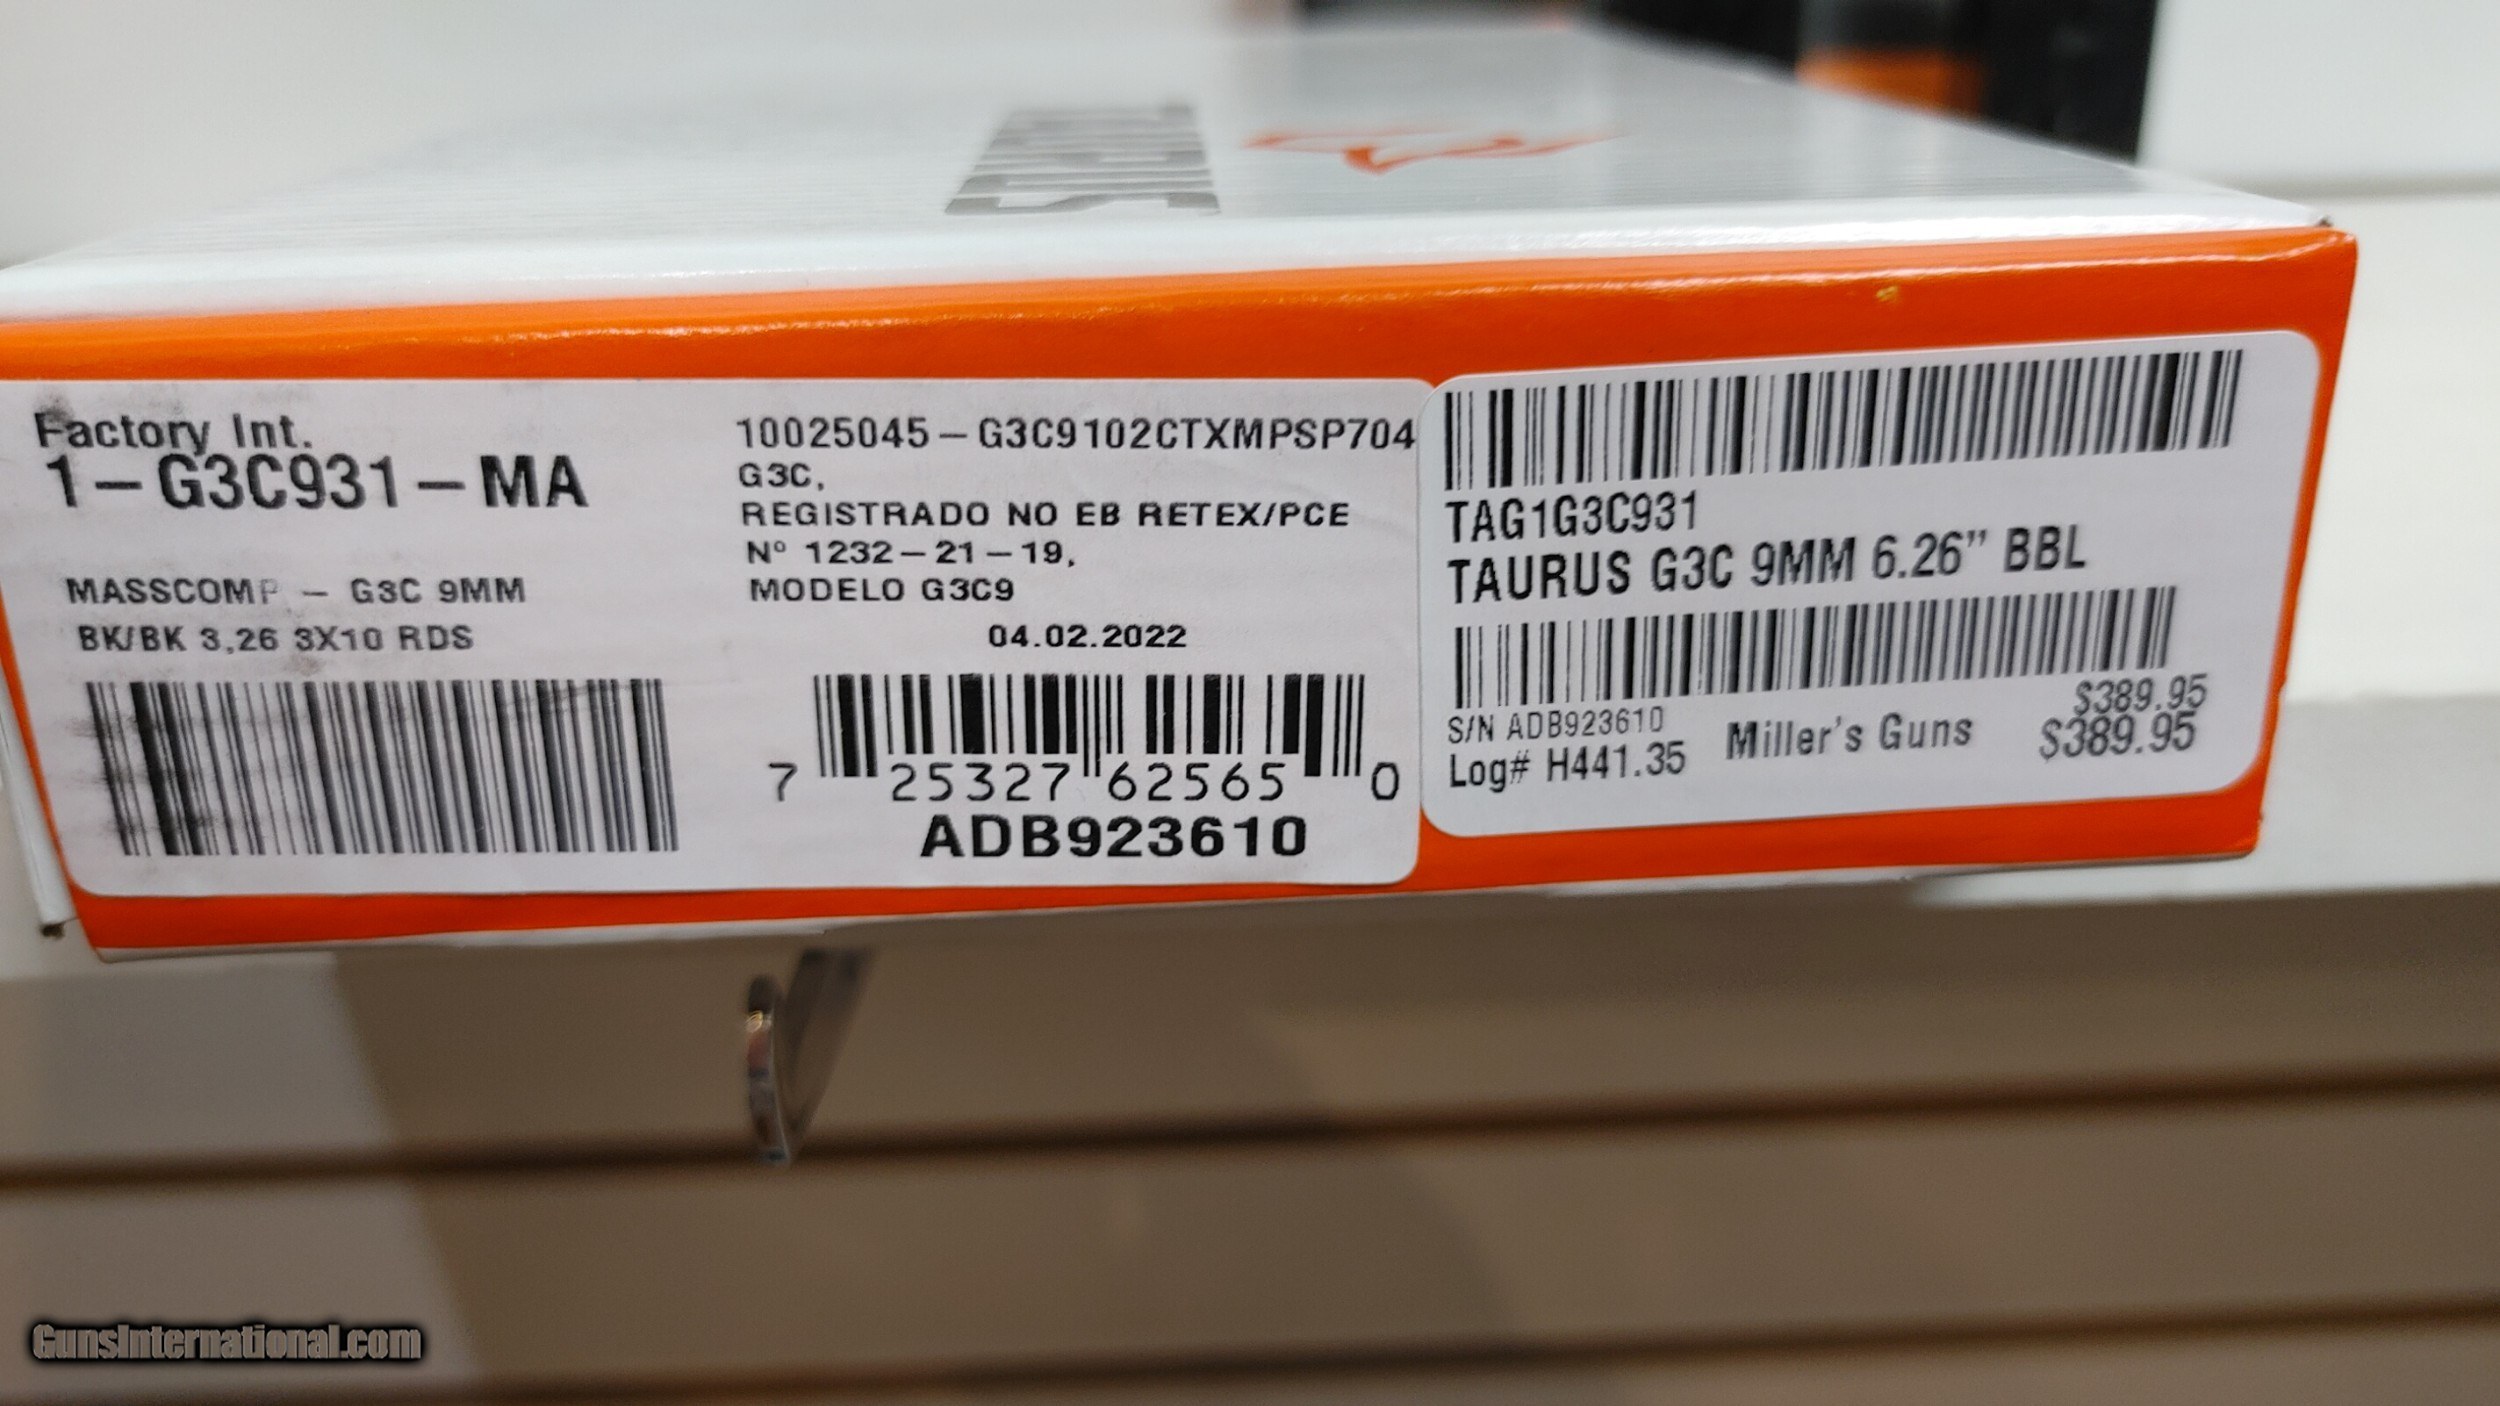 TAURUS
Factory Int.
1-G3C931-MA
MASSCOMP - G3C 9MM
BK/BK 3,26 3X10 RDS
10025045-G3C9102CTXMPSP704
G3C,
REGISTRADO NO EB RETEX/PCE
Nº 1232-21-19,
MODELO G3C9
04.02.2022
7 25327 62565 0
ADB923610
TAG1G3C931
TAURUS G3C 9MM 6.26” BBL
$389.95
S/N ADB923610
Log# H441.35 Miller's Guns $389.95
GunsInternational.com